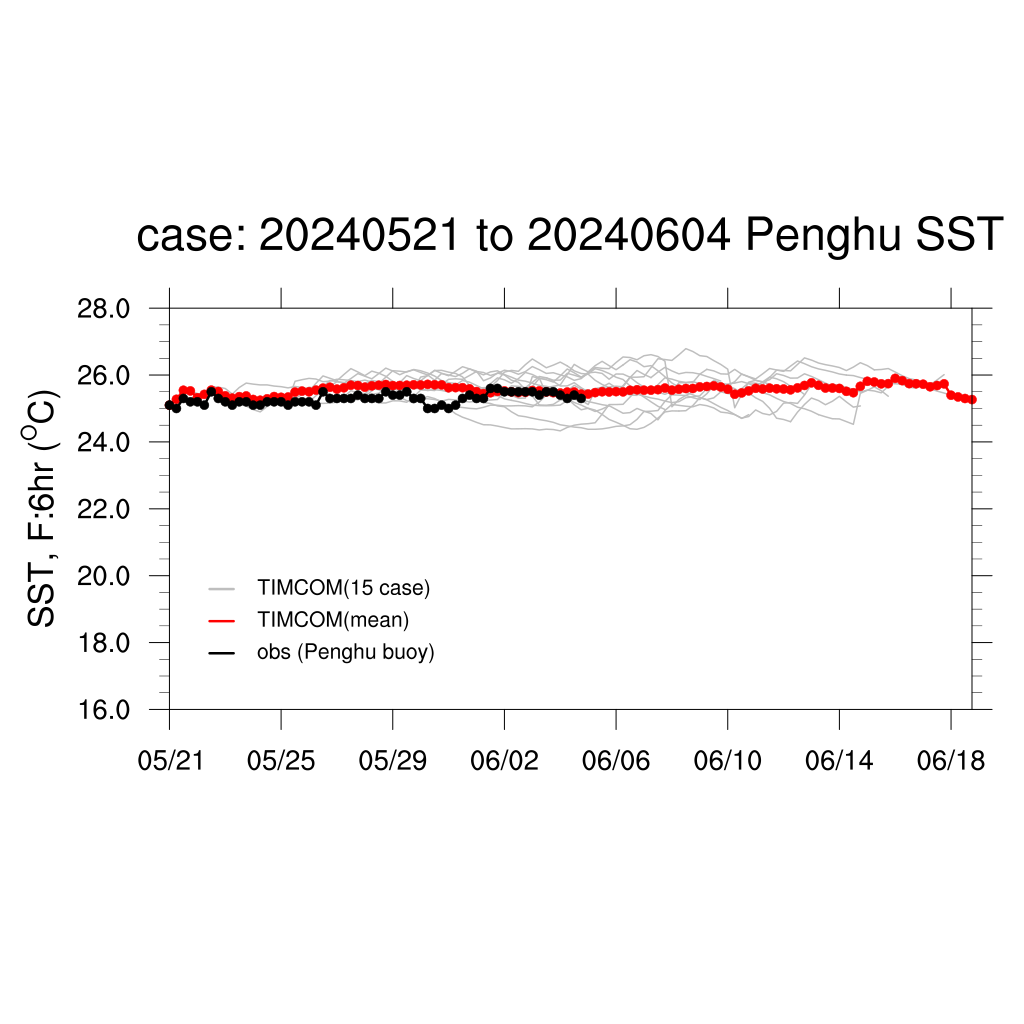 case: 20240521 to 20240604 Penghu SST
SST, F:6hr (°C)
28.0
26.0
24.0
22.0
20.0
18.0
16.0
TIMCOM(15 case)
TIMCOM(mean)
obs (Penghu buoy)
05/21 05/25 05/29 06/02 06/06 06/10 06/14 06/18